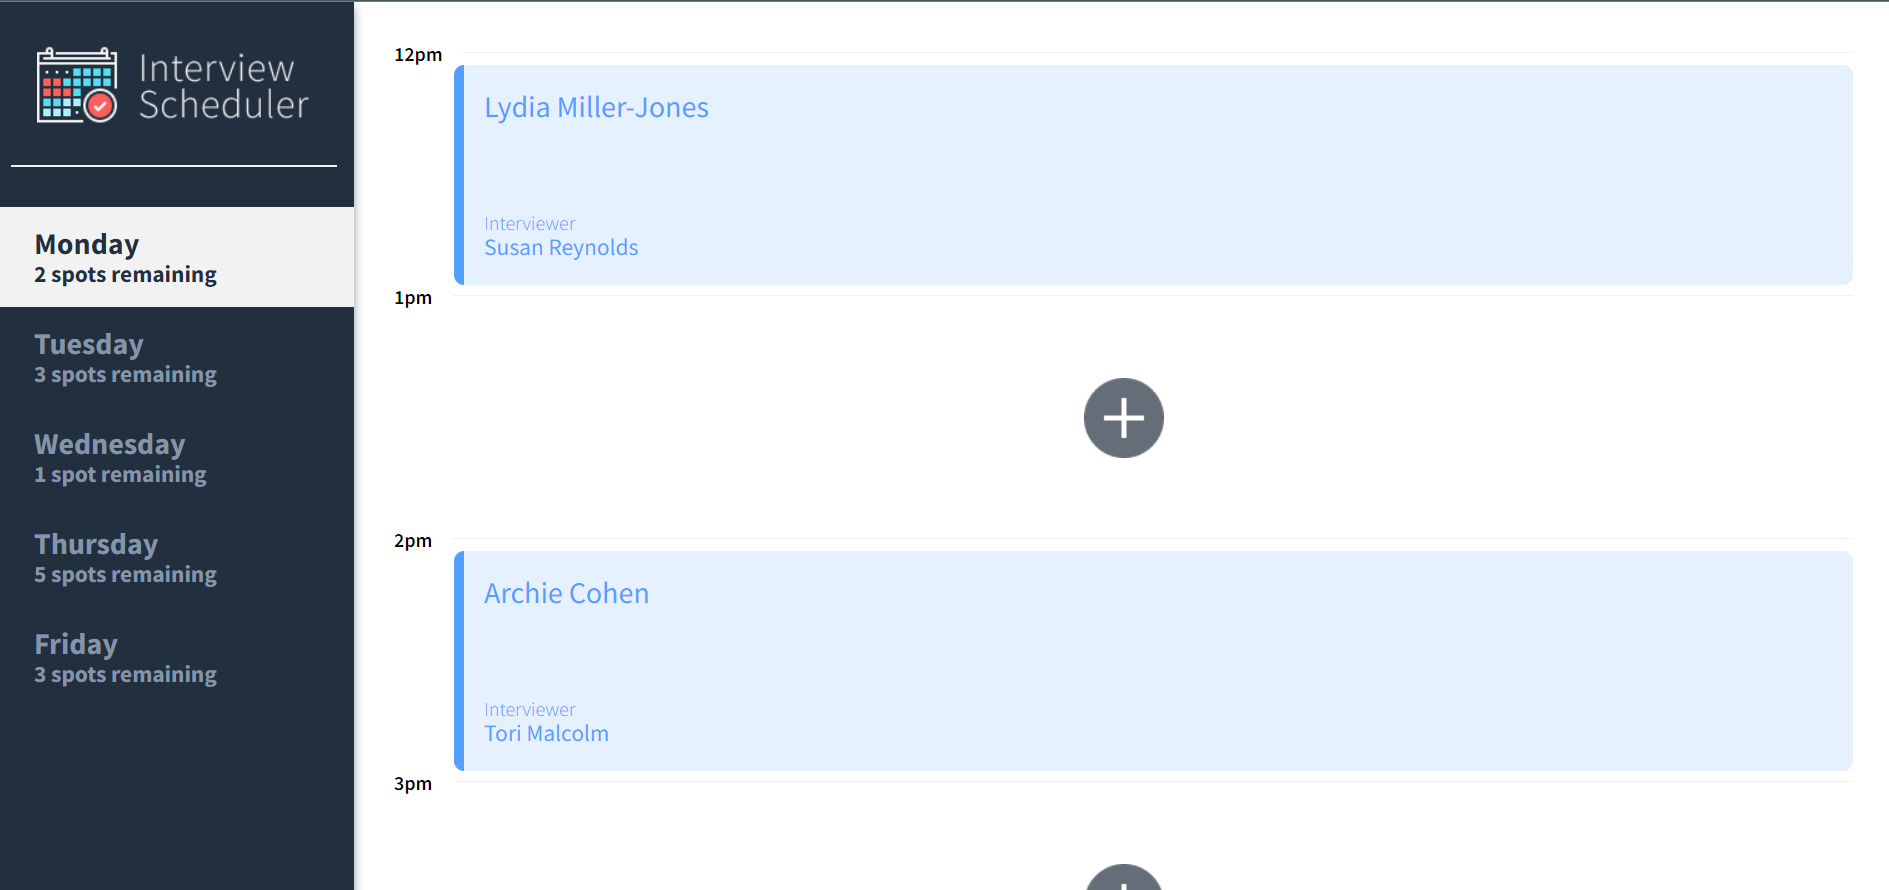 Interview
Scheduler
Monday
2 spots remaining
Tuesday
3 spots remaining
Wednesday
1 spot remaining
Thursday
5 spots remaining
Friday
3 spots remaining
12pm
Lydia Miller-Jones
Interviewer
Susan Reynolds
1pm
2pm
Archie Cohen
Interviewer
Tori Malcolm
3pm